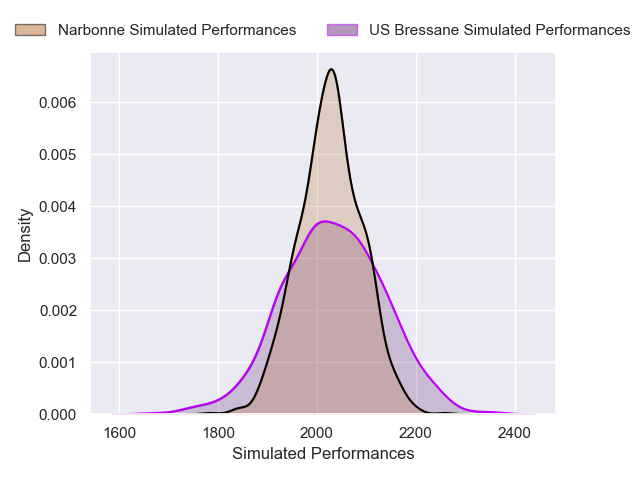 Narbonne Simulated Performances US Bressane Simulated Performances
0.006
0.005
0.004
0.003
0.002
0.001
0.000
Density
1600 1800 2000 2200 2400
Simulated Performances